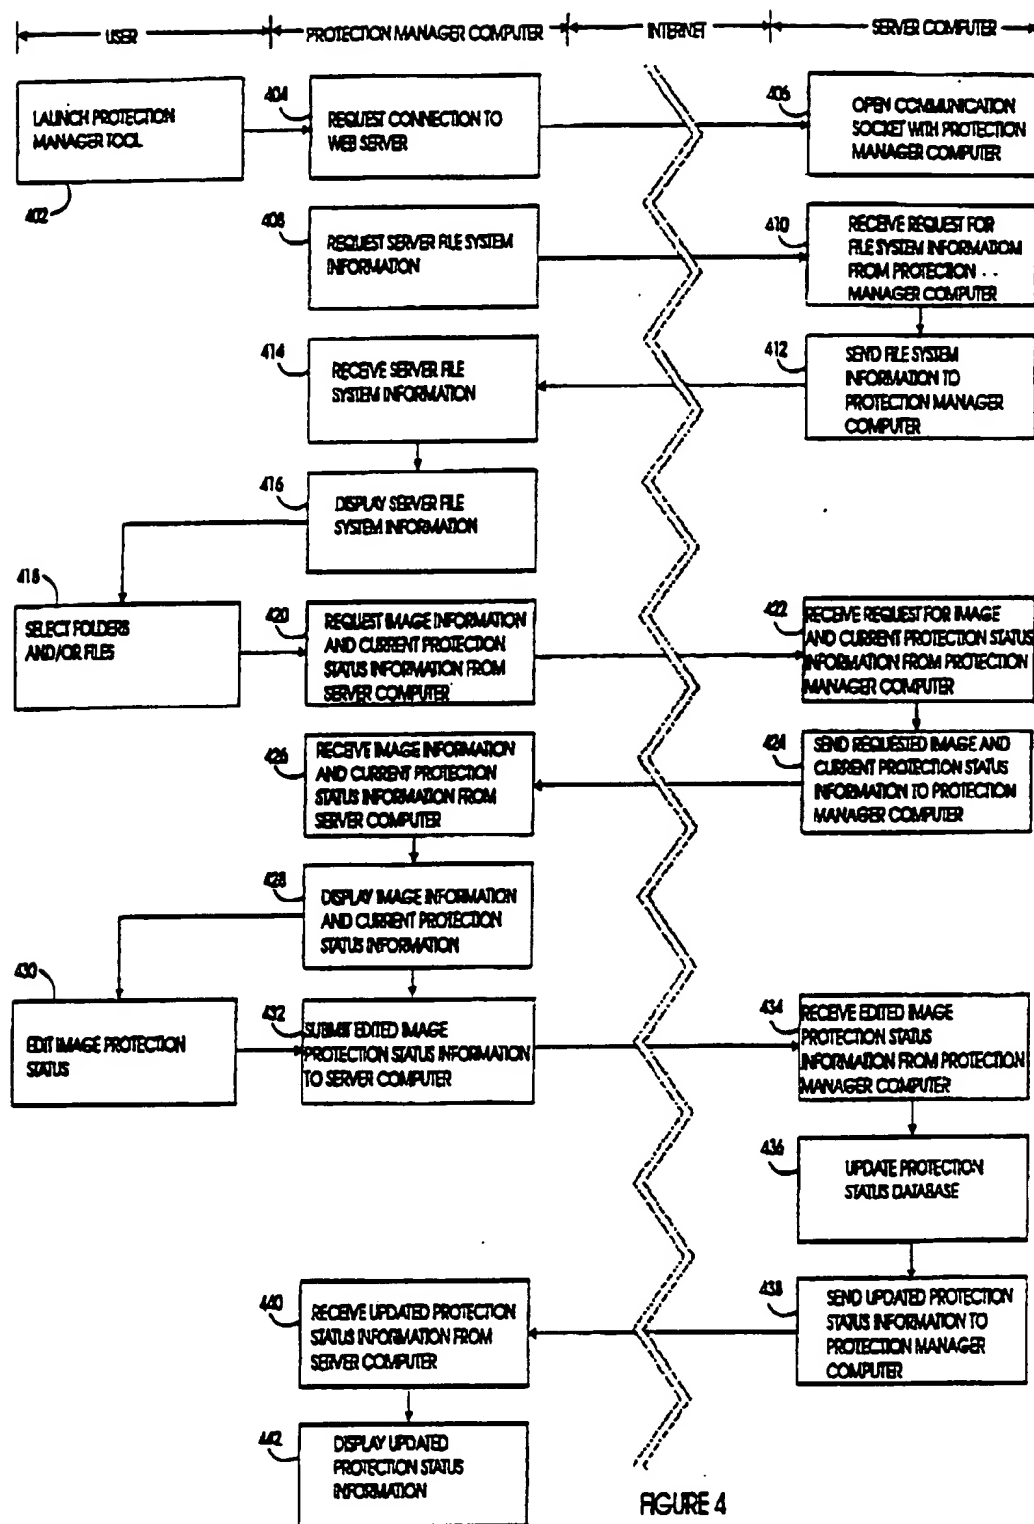 USER
PROTECTION MANAGER COMPUTER
INTERNET
SERVER COMPUTER
402
LAUNCH PROTECTION
MANAGER TOOL
404
REQUEST CONNECTION TO
WEB SERVER
406
OPEN COMMUNICATION
SOCKET WITH PROTECTION
MANAGER COMPUTER
408
REQUEST SERVER FILE SYSTEM
INFORMATION
410
RECEIVE REQUEST FOR
FILE SYSTEM INFORMATIOM
FROM PROTECTION
MANAGER COMPUTER
414
RECEIVE SERVER FILE
SYSTEM INFORMATION
412
SEND FILE SYSTEM
INFORMATION TO
PROTECTION MANAGER
COMPUTER
416
DISPLAY SERVER FILE
SYSTEM INFORMATION
418
SELECT FOLDERS
AND/OR FILES
420
REQUEST IMAGE INFORMATION
AND CURRENT PROTECTION
STATUS INFORMATION FROM
SERVER COMPUTER
422
RECEIVE REQUEST FOR IMAGE
AND CURRENT PROTECTION STATUS
INFORMATION FROM PROTECTION
MANAGER COMPUTER
426
RECEIVE IMAGE INFORMATION
AND CURRENT PROTECTION
STATUS INFORMATION FROM
SERVER COMPUTER
424
SEND REQUESTED IMAGE AND
CURRENT PROTECTION STATUS
INFORMATION TO PROTECTION
MANAGER COMPUTER
428
DISPLAY IMAGE INFORMATION
AND CURRENT PROTECTION
STATUS INFORMATION
430
EDIT IMAGE PROTECTION
STATUS
432
SUBMIT EDITED IMAGE
PROTECTION STATUS INFORMATION
TO SERVER COMPUTER
434
RECEIVE EDITED IMAGE
PROTECTION STATUS
INFORMATION FROM PROTECTION
MANAGER COMPUTER
436
UPDATE PROTECTION
STATUS DATABASE
440
RECEIVE UPDATED PROTECTION
STATUS INFORMATION FROM
SERVER COMPUTER
438
SEND UPDATED PROTECTION
STATUS INFORMATION TO
PROTECTION MANAGER
COMPUTER
442
DISPLAY UPDATED
PROTECTION STATUS
INFORMATION
FIGURE 4